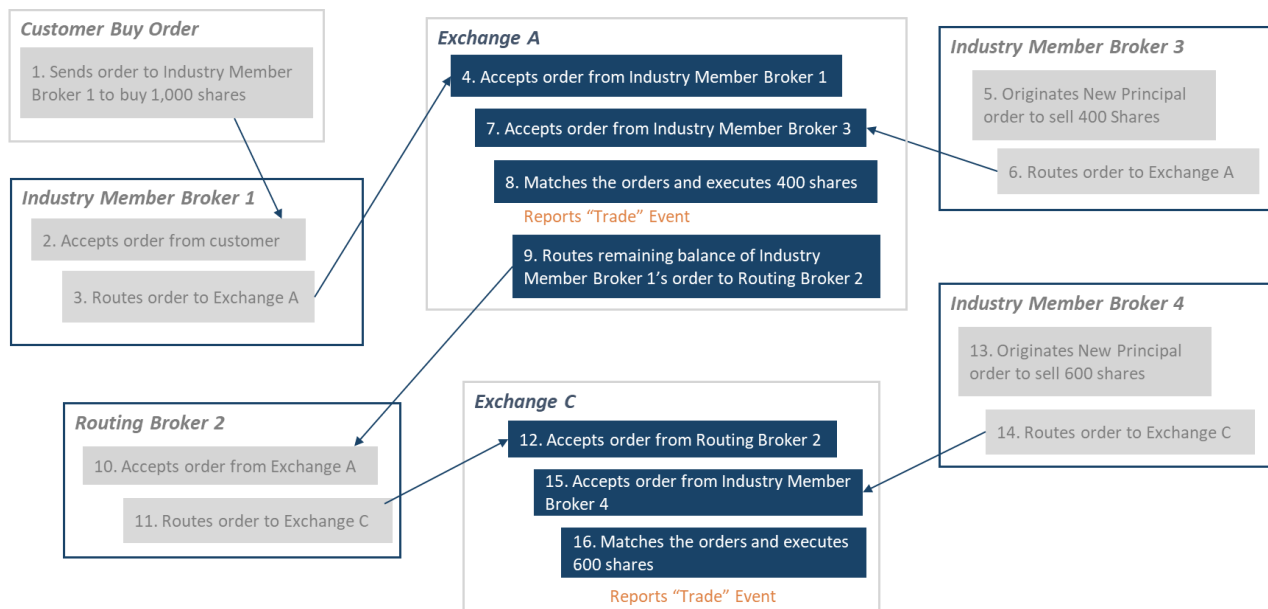 Customer Buy Order
1. Sends order to Industry Member
Broker 1 to buy 1,000 shares
Industry Member Broker 1
2. Accepts order from customer
3. Routes order to Exchange A
Exchange A
4. Accepts order from Industry Member Broker 1
7. Accepts order from Industry Member Broker 3
8. Matches the orders and executes 400 shares
Reports “Trade” Event
9. Routes remaining balance of Industry
Member Broker 1’s order to Routing Broker 2
Industry Member Broker 3
5. Originates New Principal
order to sell 400 Shares
6. Routes order to Exchange A
Routing Broker 2
10. Accepts order from Exchange A
11. Routes order to Exchange C
Exchange C
12. Accepts order from Routing Broker 2
15. Accepts order from Industry Member
Broker 4
16. Matches the orders and executes
600 shares
Reports “Trade” Event
Industry Member Broker 4
13. Originates New Principal
order to sell 600 shares
14. Routes order to Exchange C